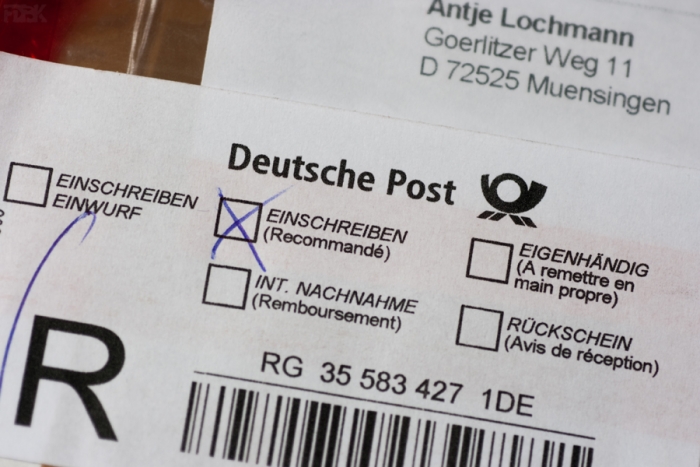 Antje Lochmann
Goerlitzer Weg 11
D 72525 Muensingen
Deutsche Post
EINSCHREIBEN
EINWURF
EINSCHREIBEN
(Recommandé)
EIGENHÄNDIG
(A remettre en
main propre)
INT. NACHNAHME
(Remboursement)
RÜCKSCHEIN
(Avis de réception)
R
RG 35 583 427 1DE